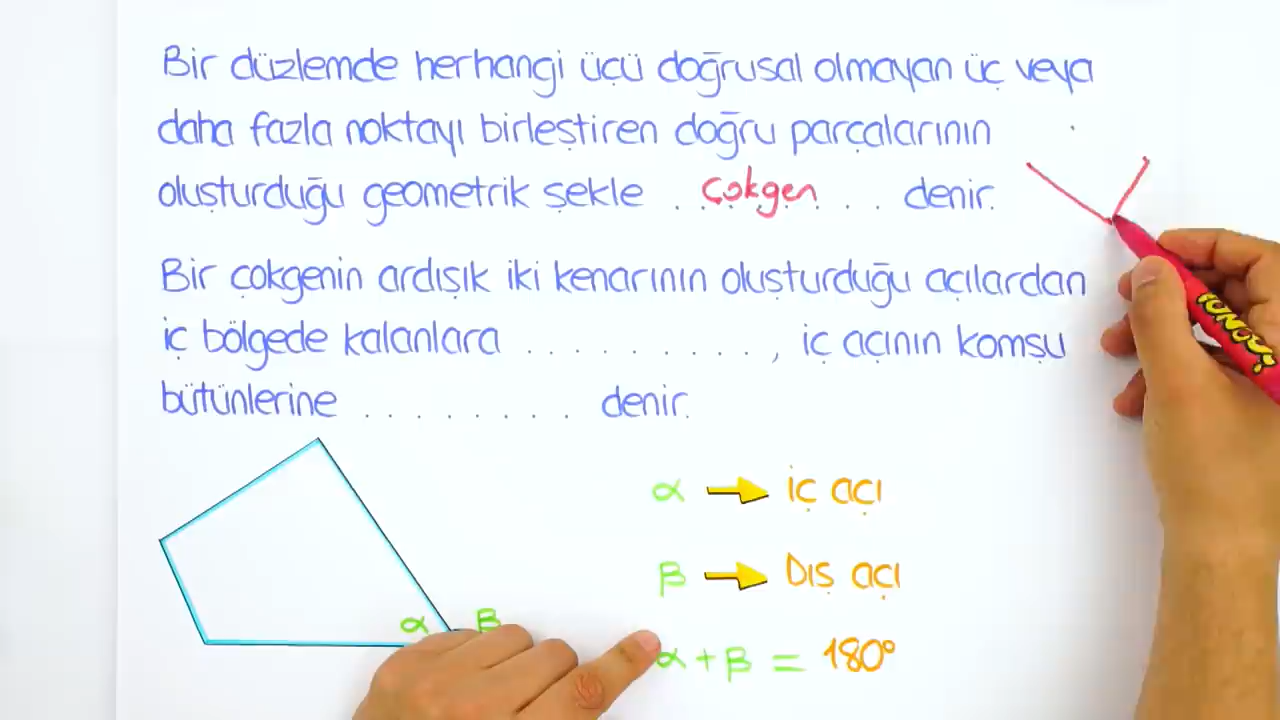 Bir düzlemde herhangi üçü doğrusal olmayan üç veya
daha fazla noktayı birleştiren doğru parçalarının
oluşturduğu geometrik şekle . çokgen . . . denir.
Bir çokgenin ardışık iki kenarının oluşturduğu açılardan
iç bölgede kalanlara . . . . . . . . . . , iç açının komşu
bütünlerine . . . . . . . . denir.
α → iç açı
β → Dış açı
α + β = 180°
α β